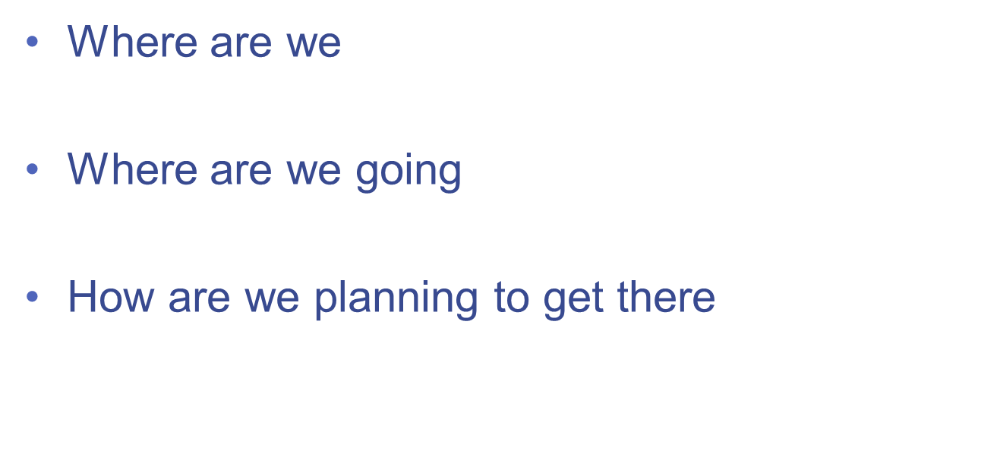 • Where are we
• Where are we going
• How are we planning to get there